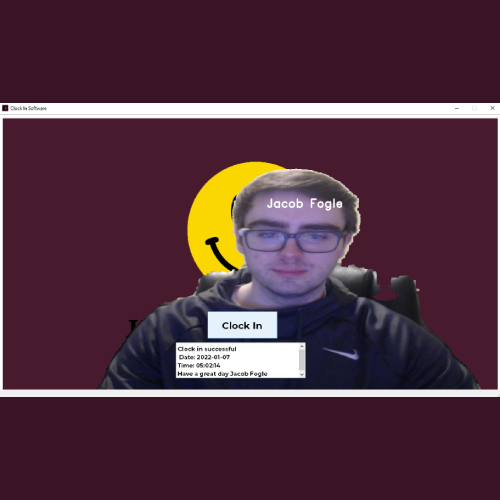 Clock In Software
Jacob Fogle
Clock In
Clock in successful
Date: 2022-01-07
Time: 05:02:14
Have a great day Jacob Fogle